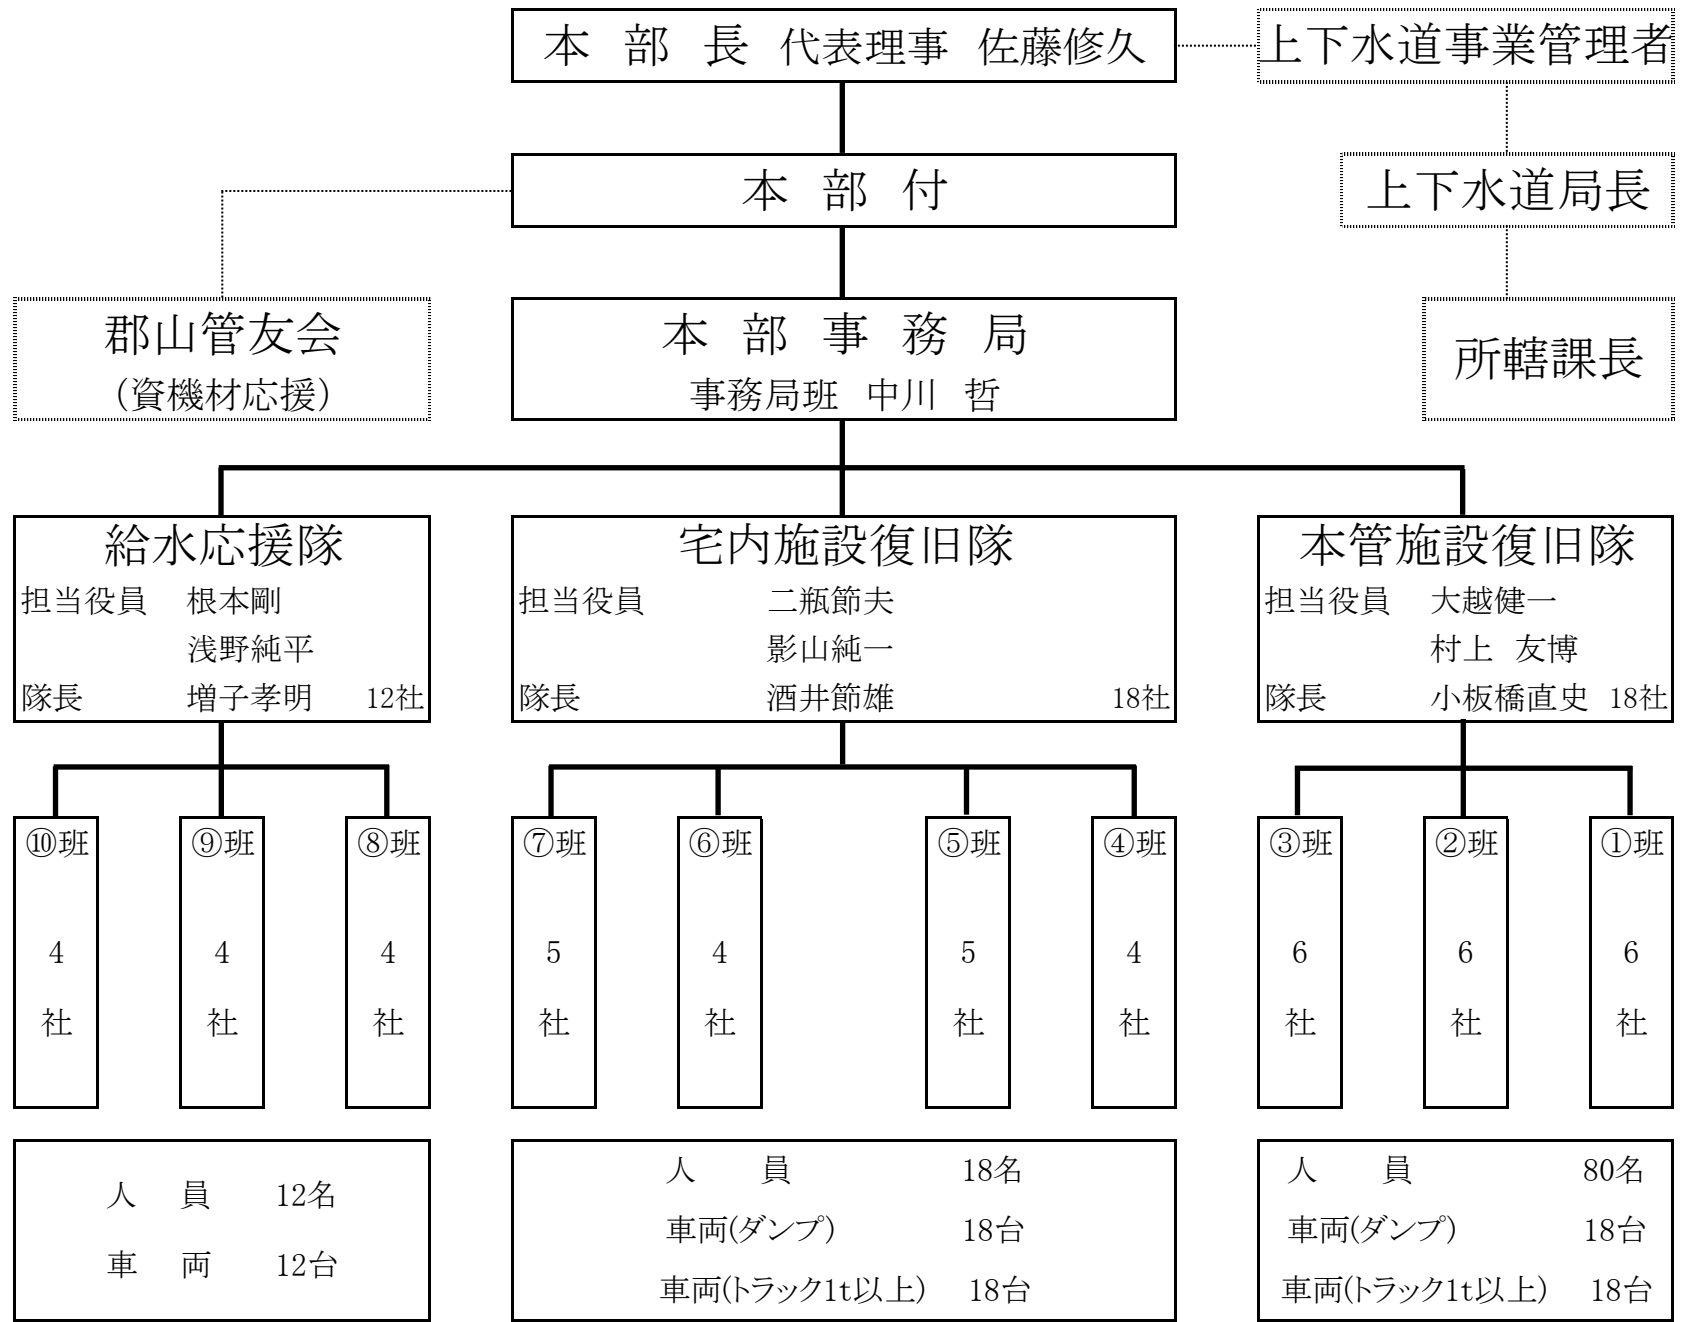 本 部 長 代表理事 佐藤修久
上下水道事業管理者
本 部 付
上下水道局長
郡山管友会
(資機材応援)
本 部 事 務 局
事務局班 中川 哲
所轄課長
給水応援隊
担当役員 根本剛
浅野純平
隊長 増子孝明 12社
宅内施設復旧隊
担当役員 二瓶節夫
影山純一
隊長 酒井節雄 18社
本管施設復旧隊
担当役員 大越健一
村上 友博
隊長 小板橋直史 18社
⑩班
4
社
⑨班
4
社
⑧班
4
社
⑦班
5
社
⑥班
4
社
⑤班
5
社
④班
4
社
③班
6
社
②班
6
社
①班
6
社
人 員 12名
車 両 12台
人 員 18名
車両(ダンプ) 18台
車両(トラック1t以上) 18台
人 員 80名
車両(ダンプ) 18台
車両(トラック1t以上) 18台